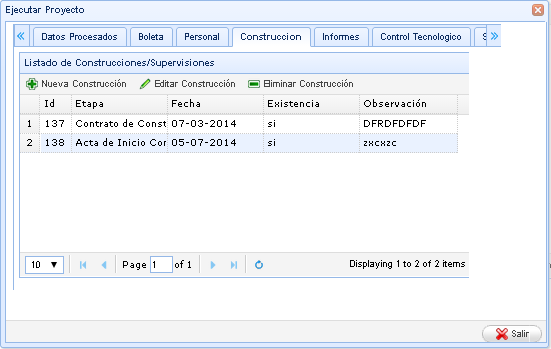 Ejecutar Proyecto
Datos Procesados Boleta Personal Construccion Informes Control Tecnologico
Listado de Construcciones/Supervisiones
Nueva Construcción Editar Construcción Eliminar Construcción
Id Etapa Fecha Existencia Observación
1 137 Contrato de Const 07-03-2014 si DFRDFDFDF
2 138 Acta de Inicio Cor 05-07-2014 si zxcxzc
10 Page 1 of 1 Displaying 1 to 2 of 2 items
Salir